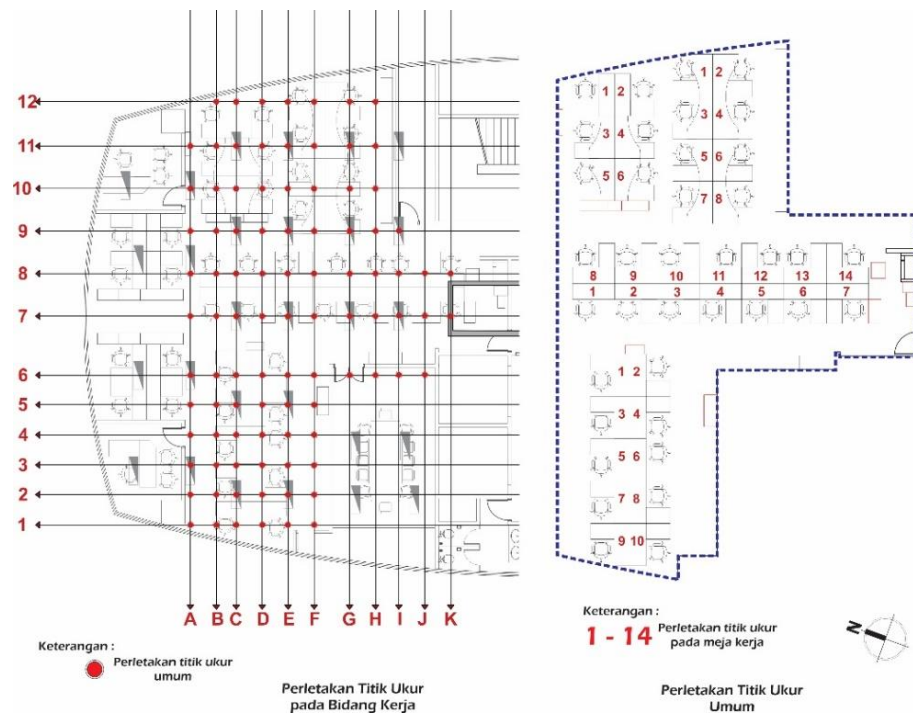 12
11
10
9
8
7
6
5
4
3
2
1
A B C D E F G H I J K
Keterangan :
Perletakan titik ukur
umum
Perletakan Titik Ukur
pada Bidang Kerja
1 2
3 4
5 6
1 2
3 4
5 6
7 8
8 9 10 11 12 13 14
1 2 3 4 5 6 7
1 2
3 4
5 6
7 8
9 10
Keterangan :
1 - 14 Perletakan titik ukur
pada meja kerja
N
Perletakan Titik Ukur
Umum